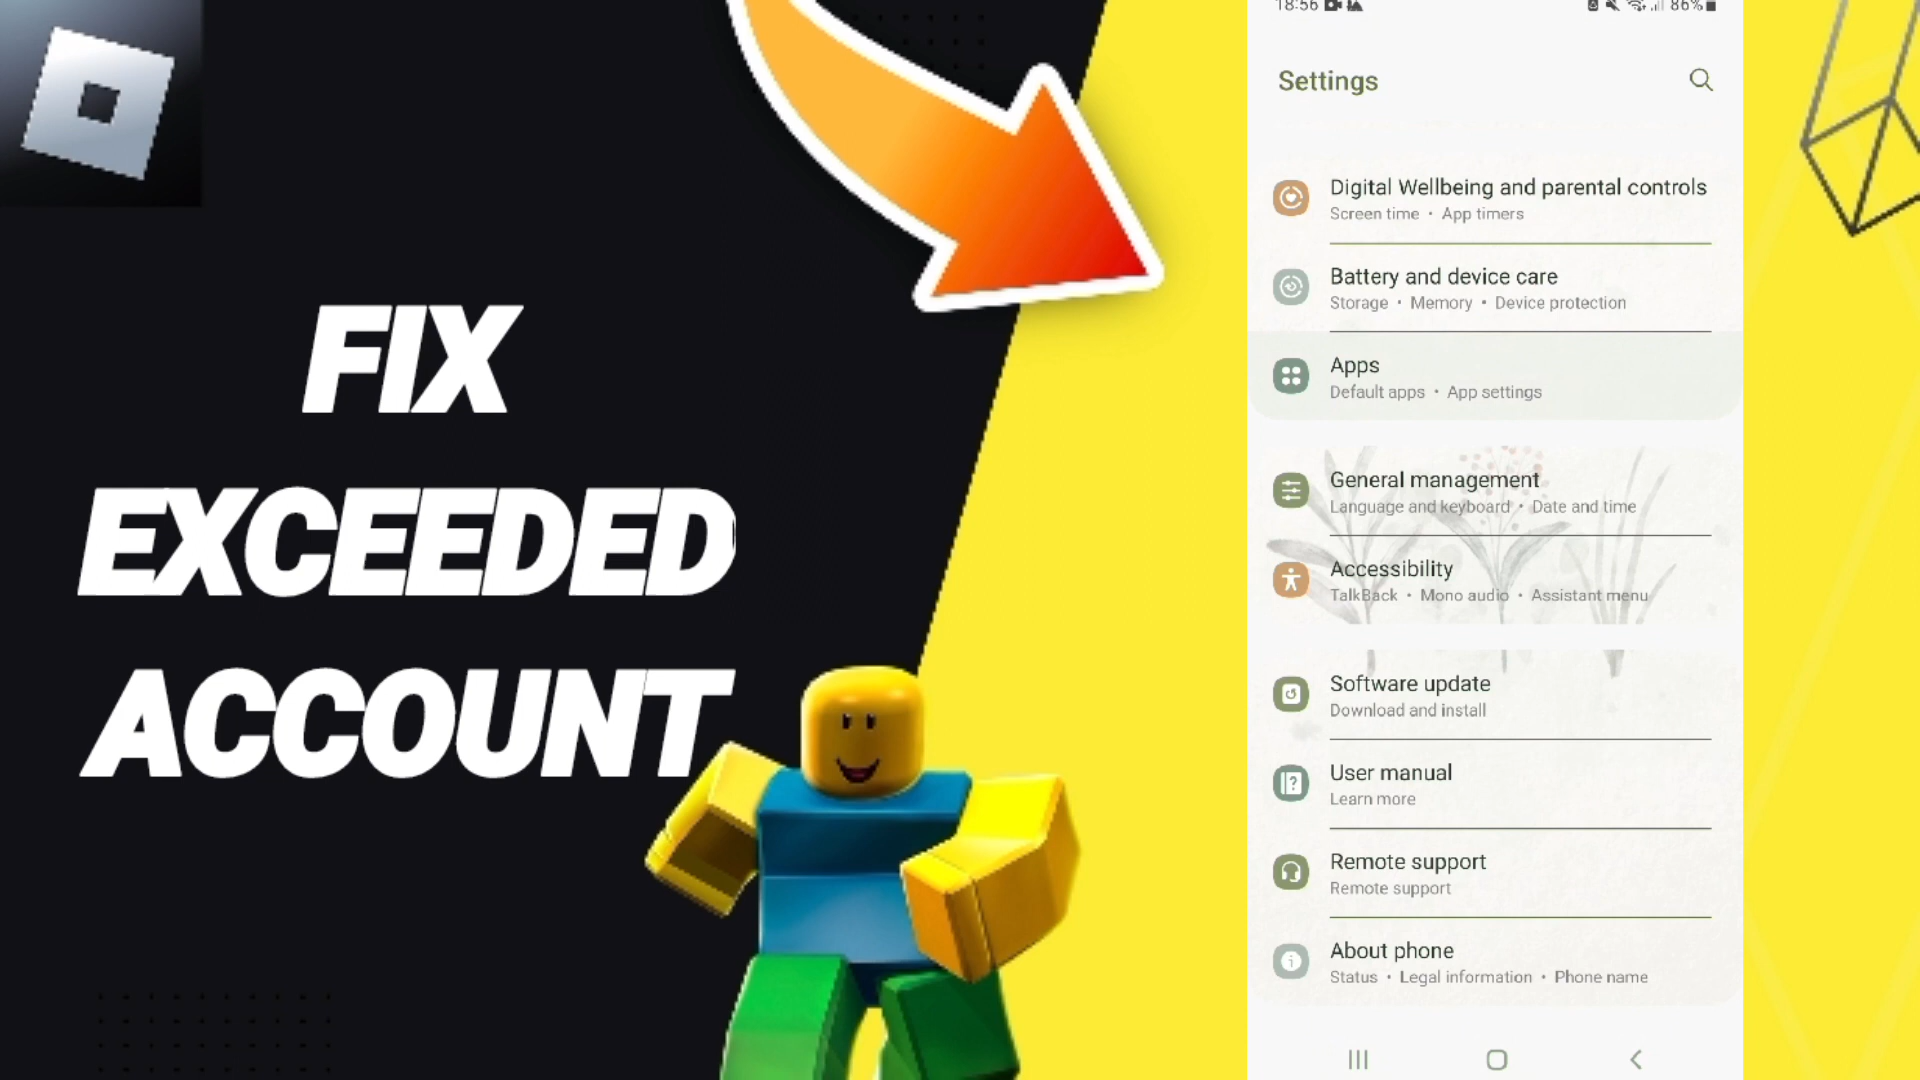 FIX
EXCEEDED
ACCOUNT
18:56 86%
Settings
Digital Wellbeing and parental controls
Screen time • App timers
Battery and device care
Storage • Memory • Device protection
Apps
Default apps • App settings
General management
Language and keyboard • Date and time
Accessibility
TalkBack • Mono audio • Assistant menu
Software update
Download and install
User manual
Learn more
Remote support
Remote support
About phone
Status • Legal information • Phone name